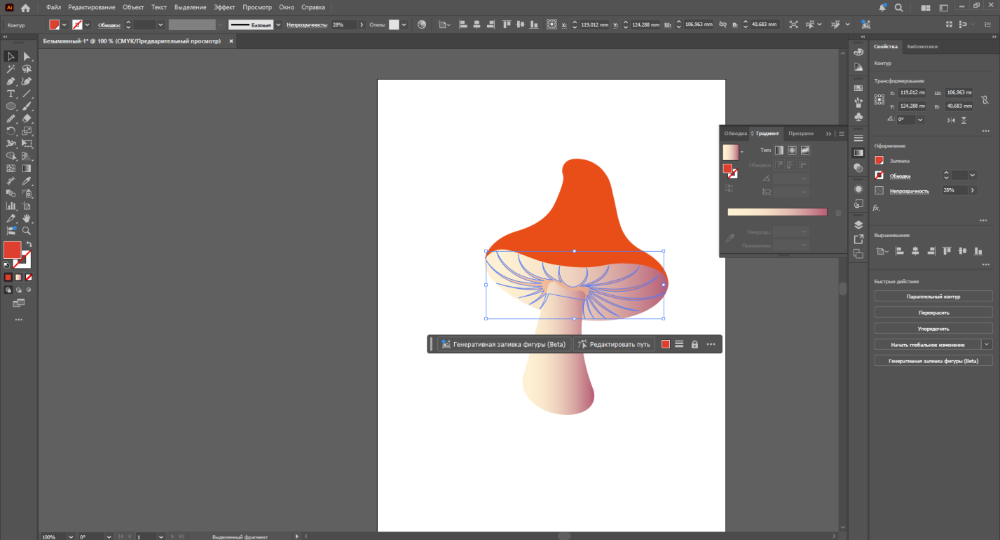 Ai Файл Редактирование Объект Текст Выделение Эффект Просмотр Окно Справка
Контур Обводка: Базовая Непрозрачность: 28% Стили: X: 119,012 mm Y: 124,288 mm Ш: 106,963 mm В: 40,683 mm
Безымянный-1* @ 100 % (CMYK/Предварительный просмотр) ×
Свойства Библиотеки
Контур
Трансформирование
X: 119,012 mr Ш: 106,963 mr
Y: 124,288 mr В: 40,683 mm
0°
Оформление
Заливка
Обводка
Непрозрачность 28%
fx.
Выравнивание
Быстрые действия
Параллельный контур
Перекрасить
Упорядочить
Начать глобальное изменение
Генеративная заливка фигуры (Beta)
Обводка Градиент Прозрачн
Тип:
Обводка:
Непрозр.:
Положение:
Генеративная заливка фигуры (Beta) Редактировать путь
100% 0° 1 Выделенный фрагмент